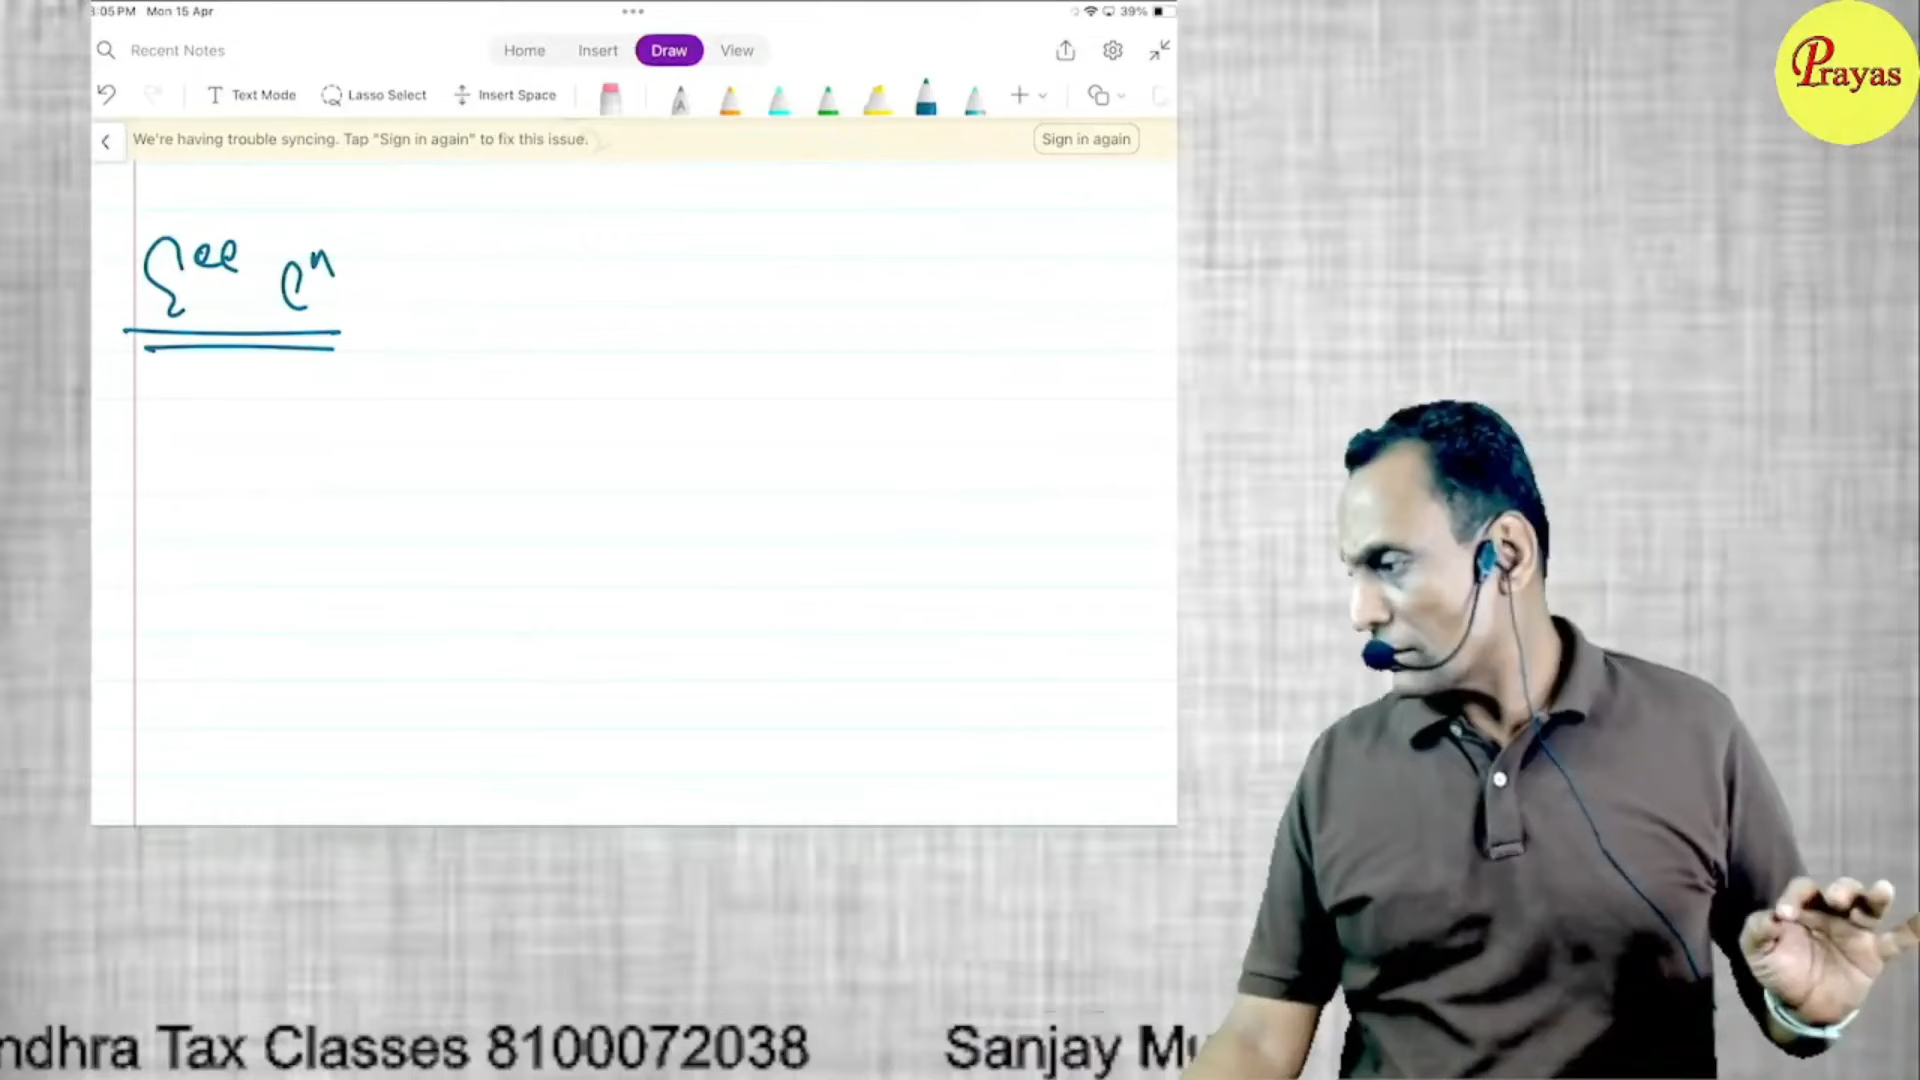 :05 PM Mon 15 Apr
39%
Recent Notes
Home Insert Draw View
Text Mode Lasso Select Insert Space
We're having trouble syncing. Tap "Sign in again" to fix this issue.
Sign in again
Prayas
ndhra Tax Classes 8100072038 Sanjay Mu